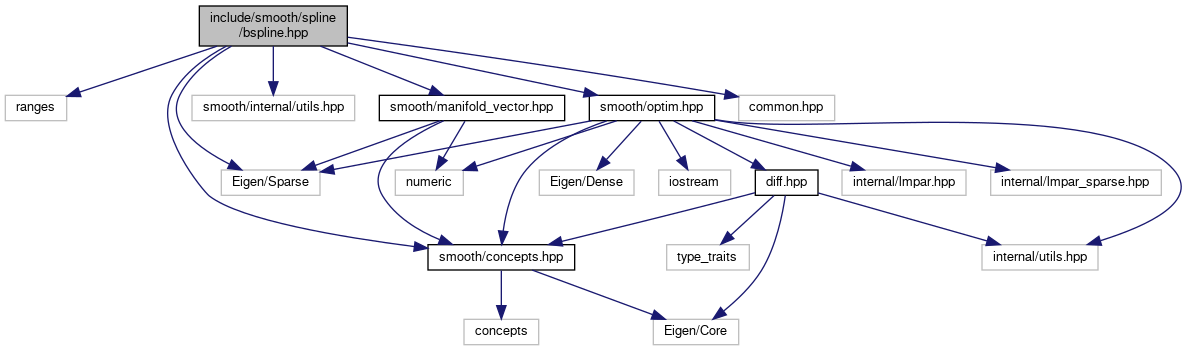 include/smooth/spline
/bspline.hpp
ranges
smooth/internal/utils.hpp
smooth/manifold_vector.hpp
smooth/optim.hpp
common.hpp
Eigen/Sparse
numeric
Eigen/Dense
iostream
diff.hpp
internal/lmpar.hpp
internal/lmpar_sparse.hpp
smooth/concepts.hpp
type_traits
internal/utils.hpp
concepts
Eigen/Core